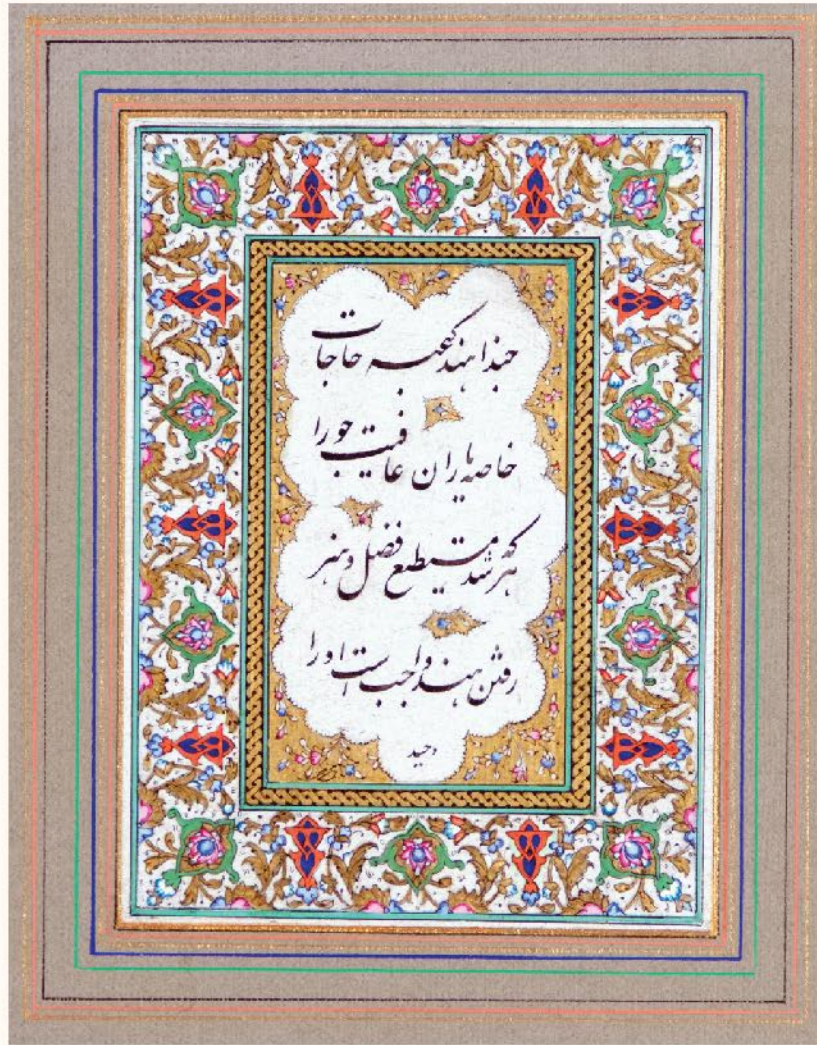 حبذا هند کعبه حاجات
خاصه یاران عافیت جو را
هر که شد مستطیع فضل و هنر
رفتن هند واجب است او را
وحید